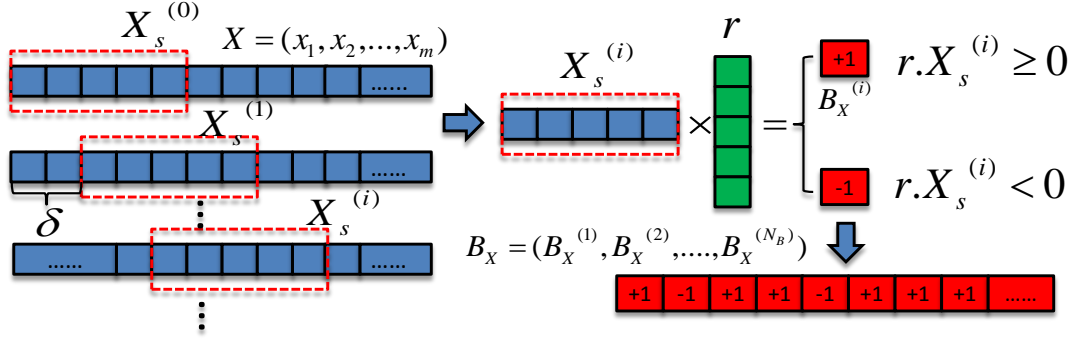 X_s^(0)
X = (x_1, x_2,..., x_m)
......
X_s^(1)
......
δ
X_s^(i)
......
......
X_s^(i)
×
r
=
+1
B_X^(i)
r.X_s^(i) ≥ 0
-1
r.X_s^(i) < 0
B_X = (B_X^(1), B_X^(2),...., B_X^(N_B))
+1 -1 +1 +1 -1 +1 +1 +1 ......